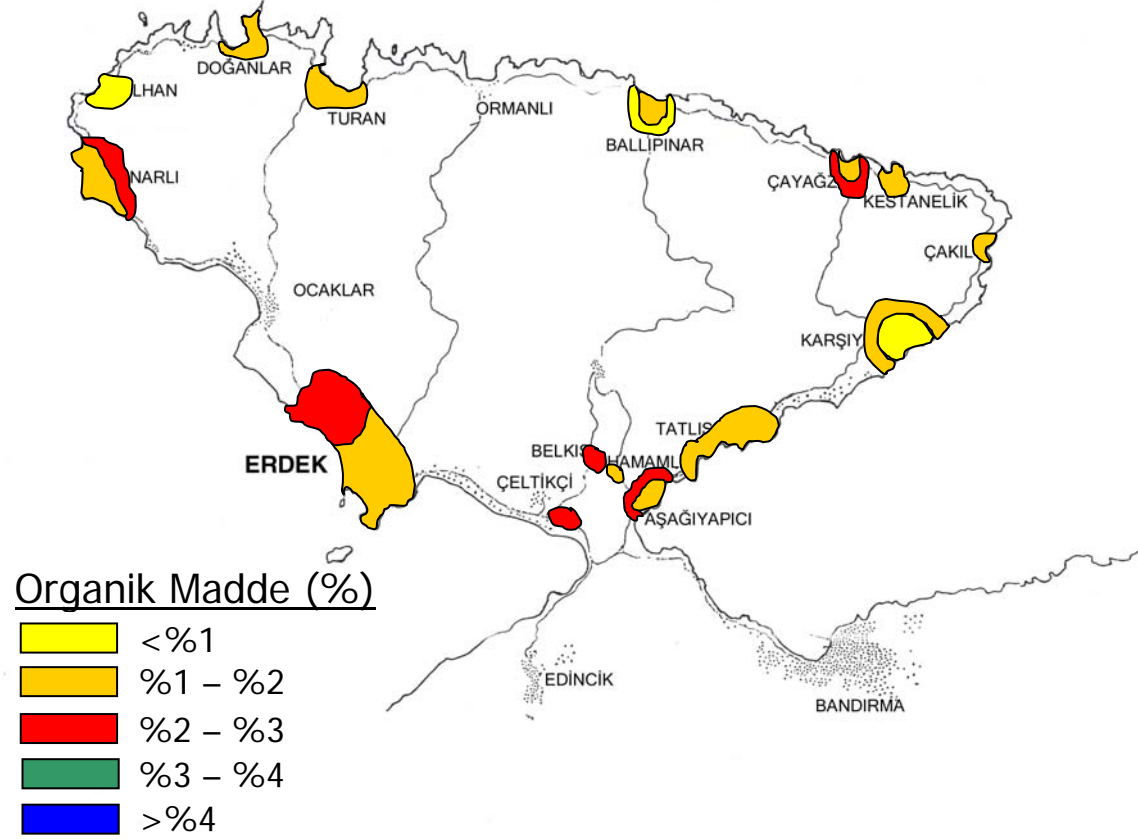 DOĞANLAR
LHAN
TURAN
ORMANLI
BALLIPINAR
NARLI
ÇAYAĞZ
KESTANELİK
ÇAKIL
OCAKLAR
KARŞIY
TATLIS
BELKIS
HAMAML
ERDEK
ÇELTİKÇİ
AŞAĞIYAPICI
EDİNCİK
BANDIRMA
Organik Madde (%)
<%1
%1 – %2
%2 – %3
%3 – %4
>%4